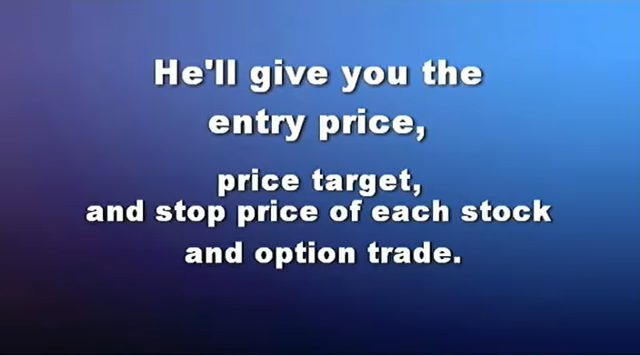 He'll give you the
entry price,
price target,
and stop price of each stock
and option trade.